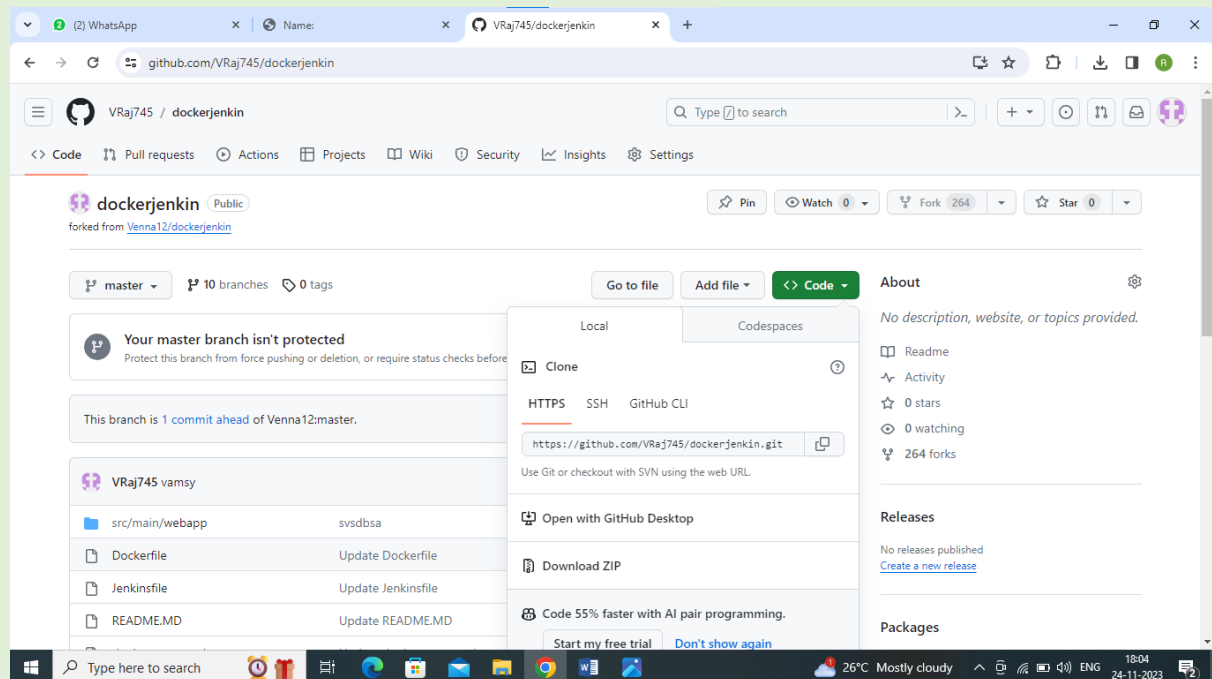 (2) WhatsApp
Name:
VRaj745/dockerjenkin
github.com/VRaj745/dockerjenkin
R
VRaj745 / dockerjenkin
Type / to search
Code Pull requests Actions Projects Wiki Security Insights Settings
dockerjenkin Public
Pin Watch 0 Fork 264 Star 0
forked from Venna12/dockerjenkin
master 10 branches 0 tags
Go to file Add file <> Code
Local Codespaces
Clone
HTTPS SSH GitHub CLI
https://github.com/VRaj745/dockerjenkin.git
Use Git or checkout with SVN using the web URL.
Open with GitHub Desktop
Download ZIP
Code 55% faster with AI pair programming.
Start my free trial Don't show again
Your master branch isn't protected
Protect this branch from force pushing or deletion, or require status checks before
This branch is 1 commit ahead of Venna12:master.
VRaj745 vamsy
src/main/webapp svsdbsa
Dockerfile Update Dockerfile
Jenkinsfile Update Jenkinsfile
README.MD Update README.MD
About
No description, website, or topics provided.
Readme
Activity
0 stars
0 watching
264 forks
Releases
No releases published
Create a new release
Packages
Type here to search
26°C Mostly cloudy
ENG
18:04
24-11-2023
2